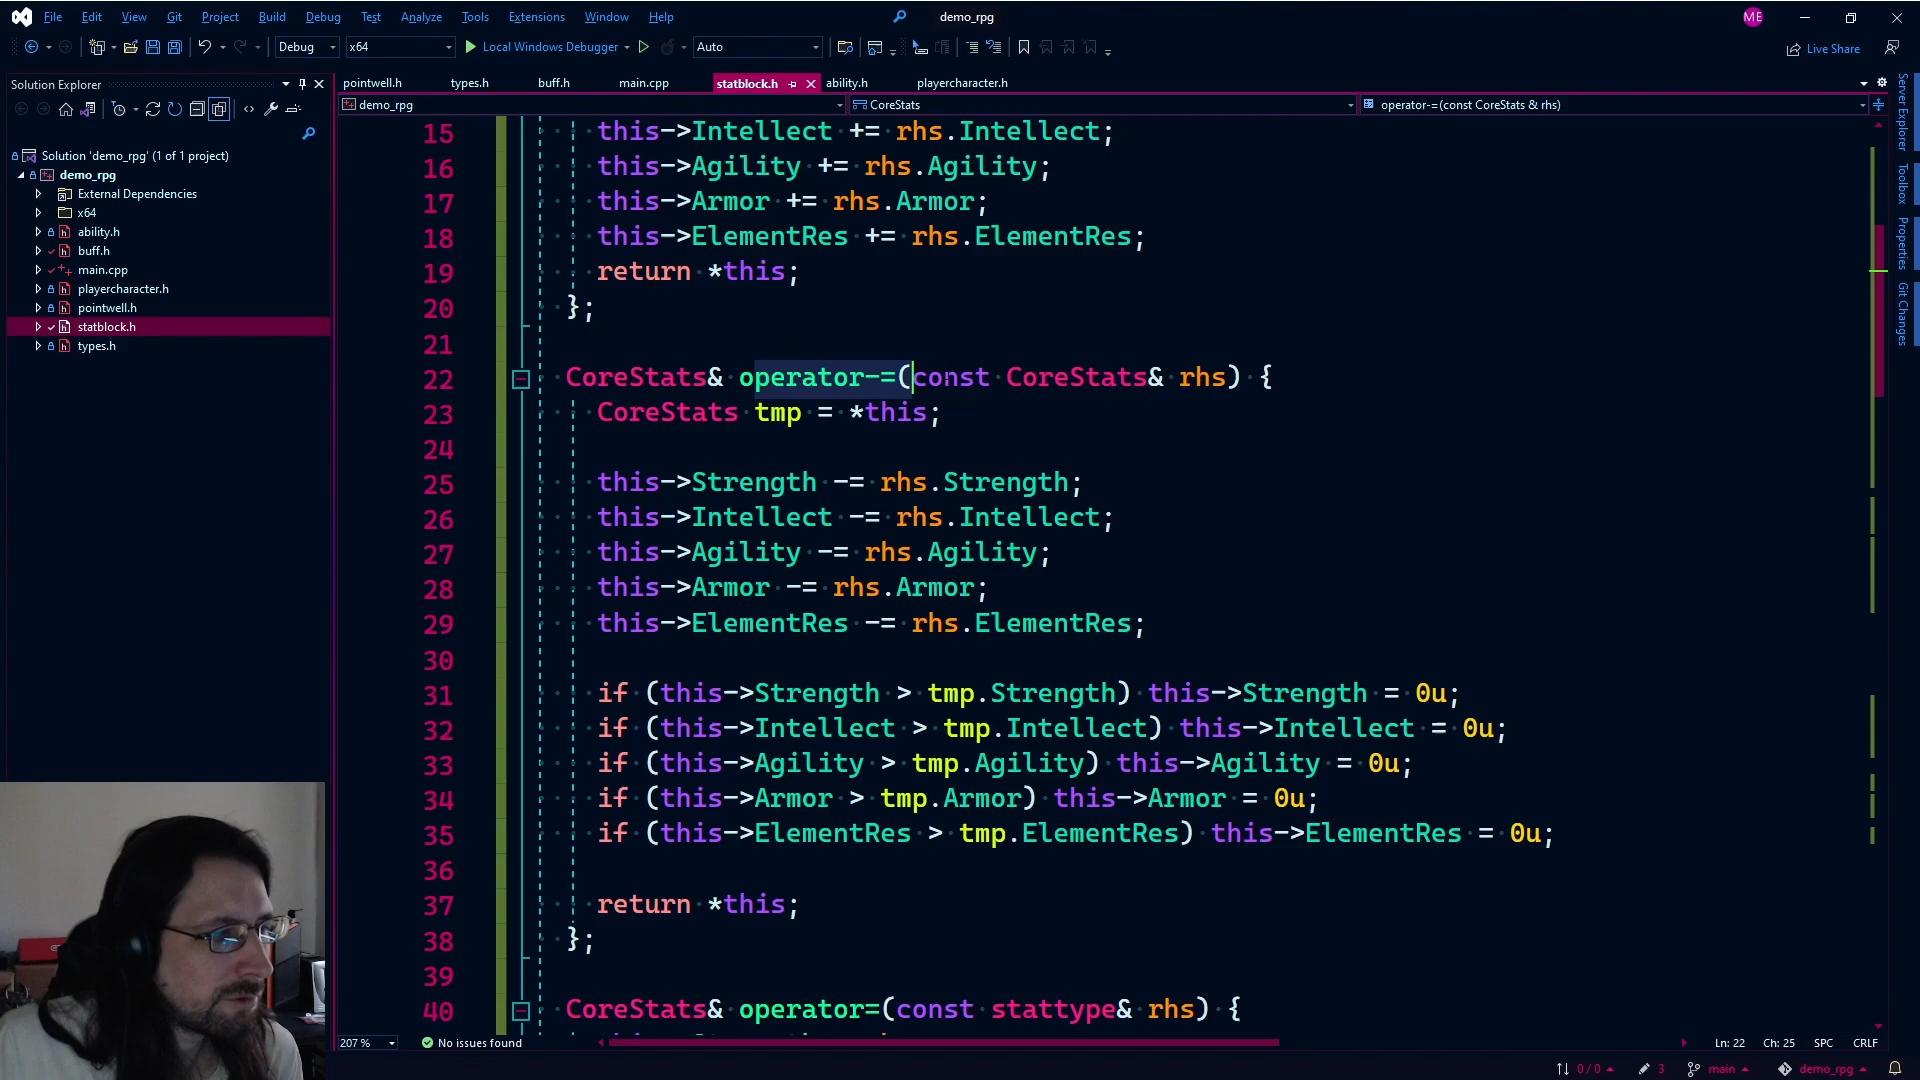 File Edit View Git Project Build Debug Test Analyze Tools Extensions Window Help demo_rpg ME
Debug x64 Local Windows Debugger Auto Live Share
Solution Explorer
pointwell.h types.h buff.h main.cpp statblock.h ability.h playercharacter.h
demo_rpg CoreStats operator-=(const CoreStats & rhs)
Solution 'demo_rpg' (1 of 1 project)
demo_rpg
External Dependencies
x64
ability.h
buff.h
main.cpp
playercharacter.h
pointwell.h
statblock.h
types.h
15 this->Intellect += rhs.Intellect;
16 this->Agility += rhs.Agility;
17 this->Armor += rhs.Armor;
18 this->ElementRes += rhs.ElementRes;
19 return *this;
20 };
21
22 CoreStats& operator-=(const CoreStats& rhs) {
23 CoreStats tmp = *this;
24
25 this->Strength -= rhs.Strength;
26 this->Intellect -= rhs.Intellect;
27 this->Agility -= rhs.Agility;
28 this->Armor -= rhs.Armor;
29 this->ElementRes -= rhs.ElementRes;
30
31 if (this->Strength > tmp.Strength) this->Strength = 0u;
32 if (this->Intellect > tmp.Intellect) this->Intellect = 0u;
33 if (this->Agility > tmp.Agility) this->Agility = 0u;
34 if (this->Armor > tmp.Armor) this->Armor = 0u;
35 if (this->ElementRes > tmp.ElementRes) this->ElementRes = 0u;
36
37 return *this;
38 };
39
40 CoreStats& operator=(const stattype& rhs) {
Server Explorer
Toolbox
Properties
Git Changes
207 % No issues found Ln: 22 Ch: 25 SPC CRLF
0 / 0 3 main demo_rpg